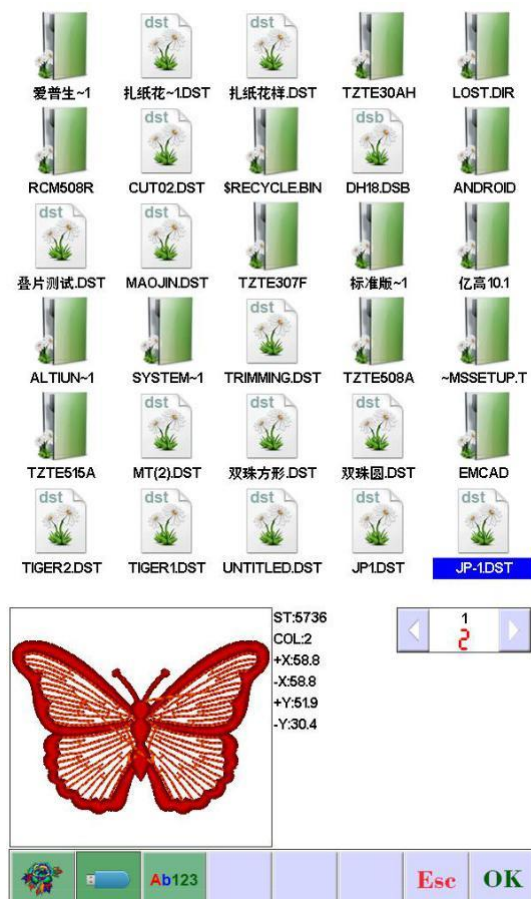 dst dst
爱普生~1 扎纸花~1.DST 扎纸花样.DST TZTE30AH LOST.DIR
dst dsb
RCM508R CUT02.DST $RECYCLE.BIN DH18.DSB ANDROID
dst dst
叠片测试.DST MAOJIN.DST TZTE307F 标准版~1 亿高10.1
dst
ALTIUN~1 SYSTEM~1 TRIMMING.DST TZTE508A ~MSSETUP.T
dst dst dst
TZTE515A MT(2).DST 双珠方形.DST 双珠圆.DST EMCAD
dst dst dst dst dst
TIGER2.DST TIGER1.DST UNTITLED.DST JP1.DST JP-1.DST
ST:5736
COL:2
+X:58.8
-X:58.8
+Y:51.9
-Y:30.4
1
2
Ab123 Esc OK